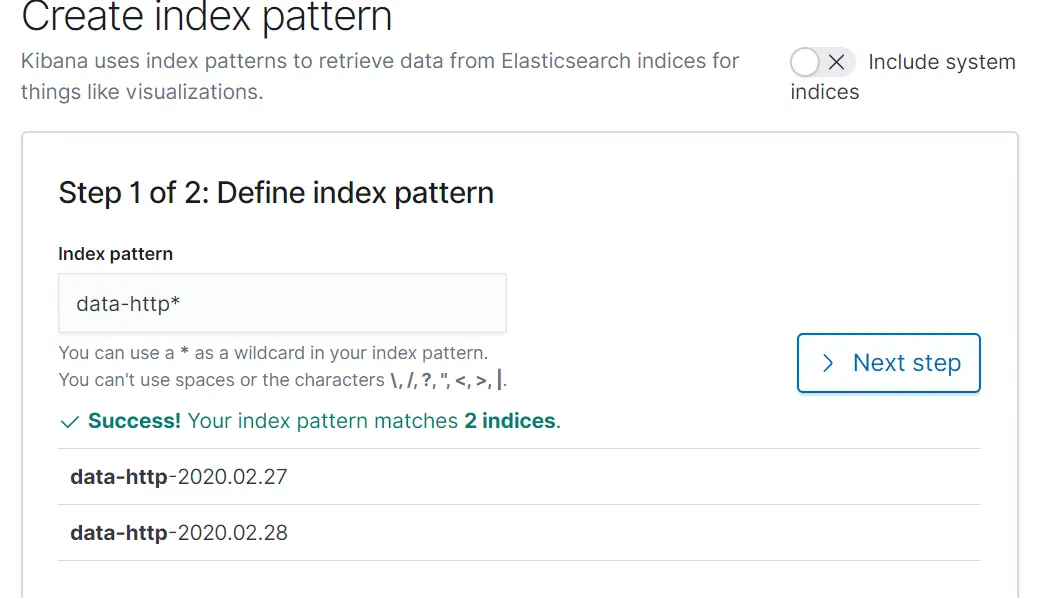 Create index pattern
Kibana uses index patterns to retrieve data from Elasticsearch indices for
things like visualizations.
Include system
indices
Step 1 of 2: Define index pattern
Index pattern
data-http*
You can use a * as a wildcard in your index pattern.
You can't use spaces or the characters \, /, ?, ", <, >, |.
Next step
Success! Your index pattern matches 2 indices.
data-http-2020.02.27
data-http-2020.02.28